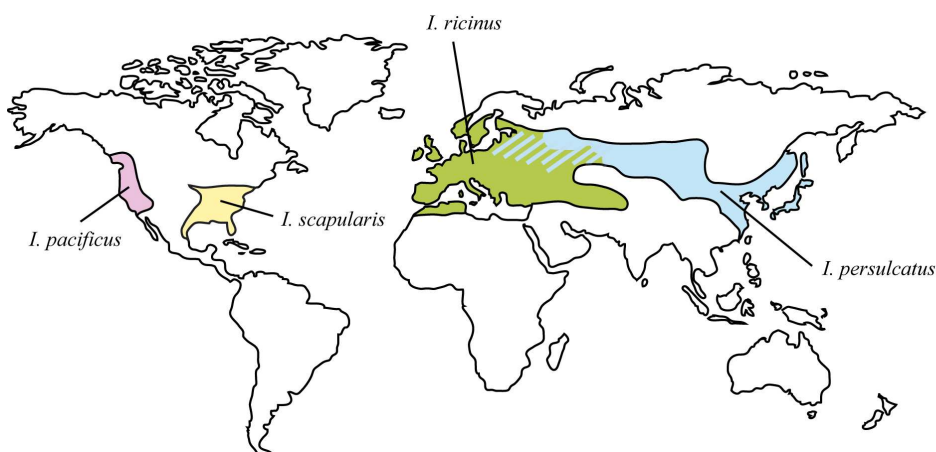 I. ricinus
I. scapularis
I. pacificus
I. persulcatus